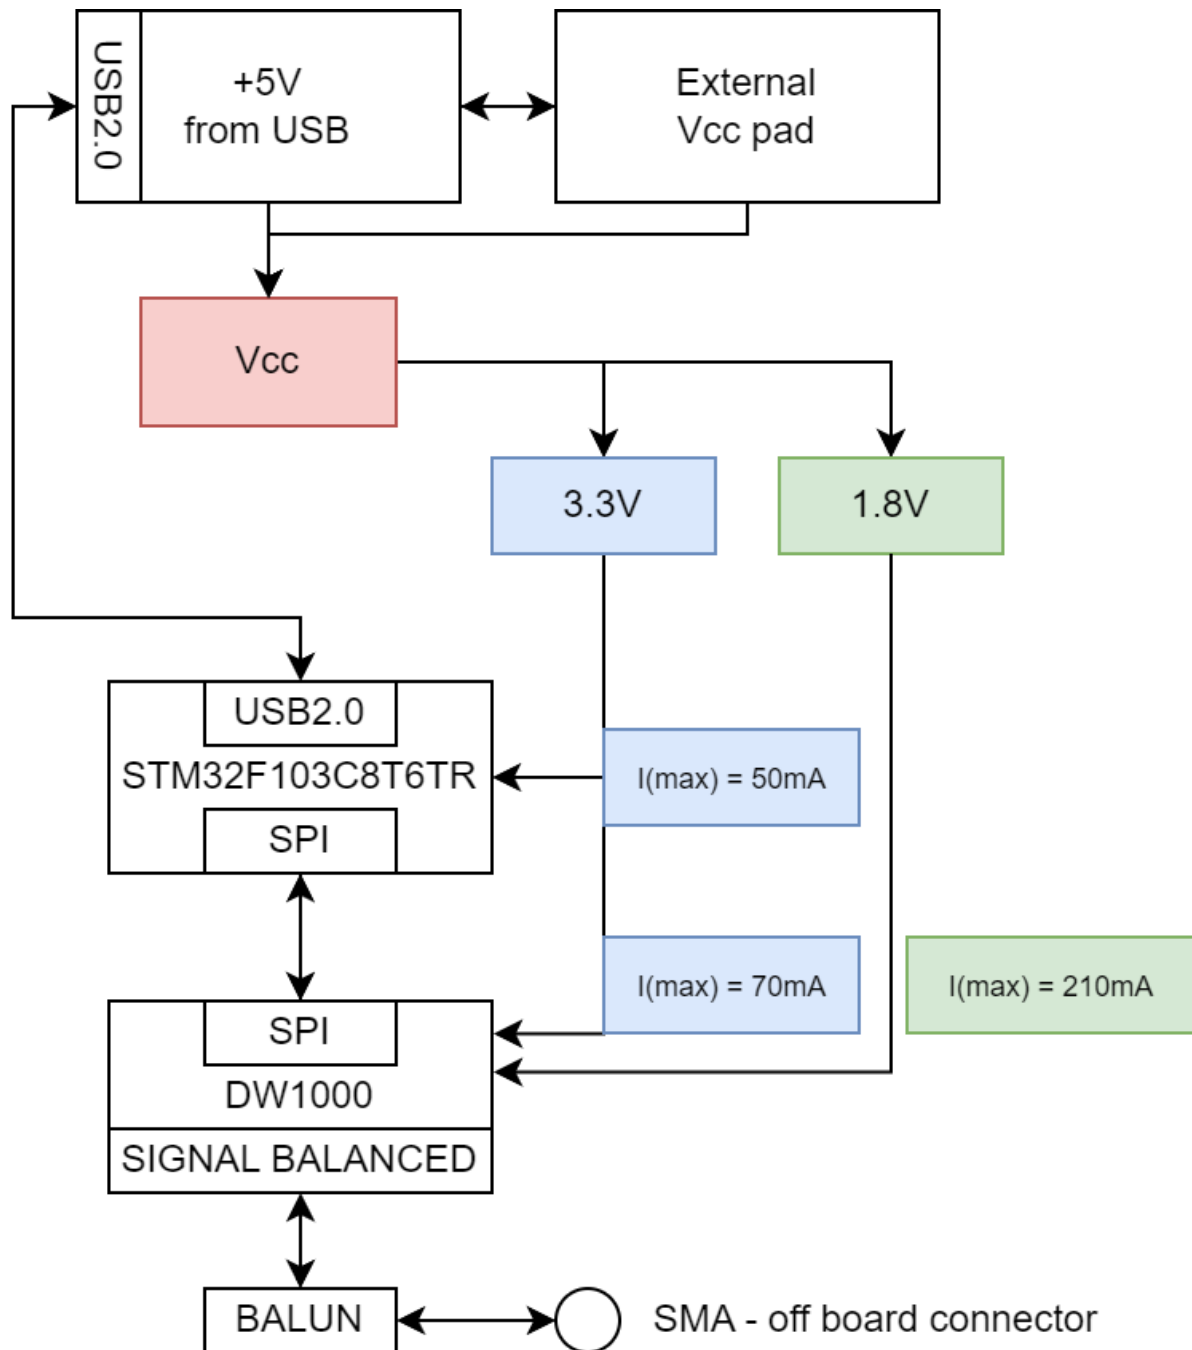 USB2.0
+5V
from USB
External
Vcc pad
Vcc
3.3V
1.8V
USB2.0
STM32F103C8T6TR
SPI
I(max) = 50mA
I(max) = 70mA
I(max) = 210mA
SPI
DW1000
SIGNAL BALANCED
BALUN
SMA - off board connector